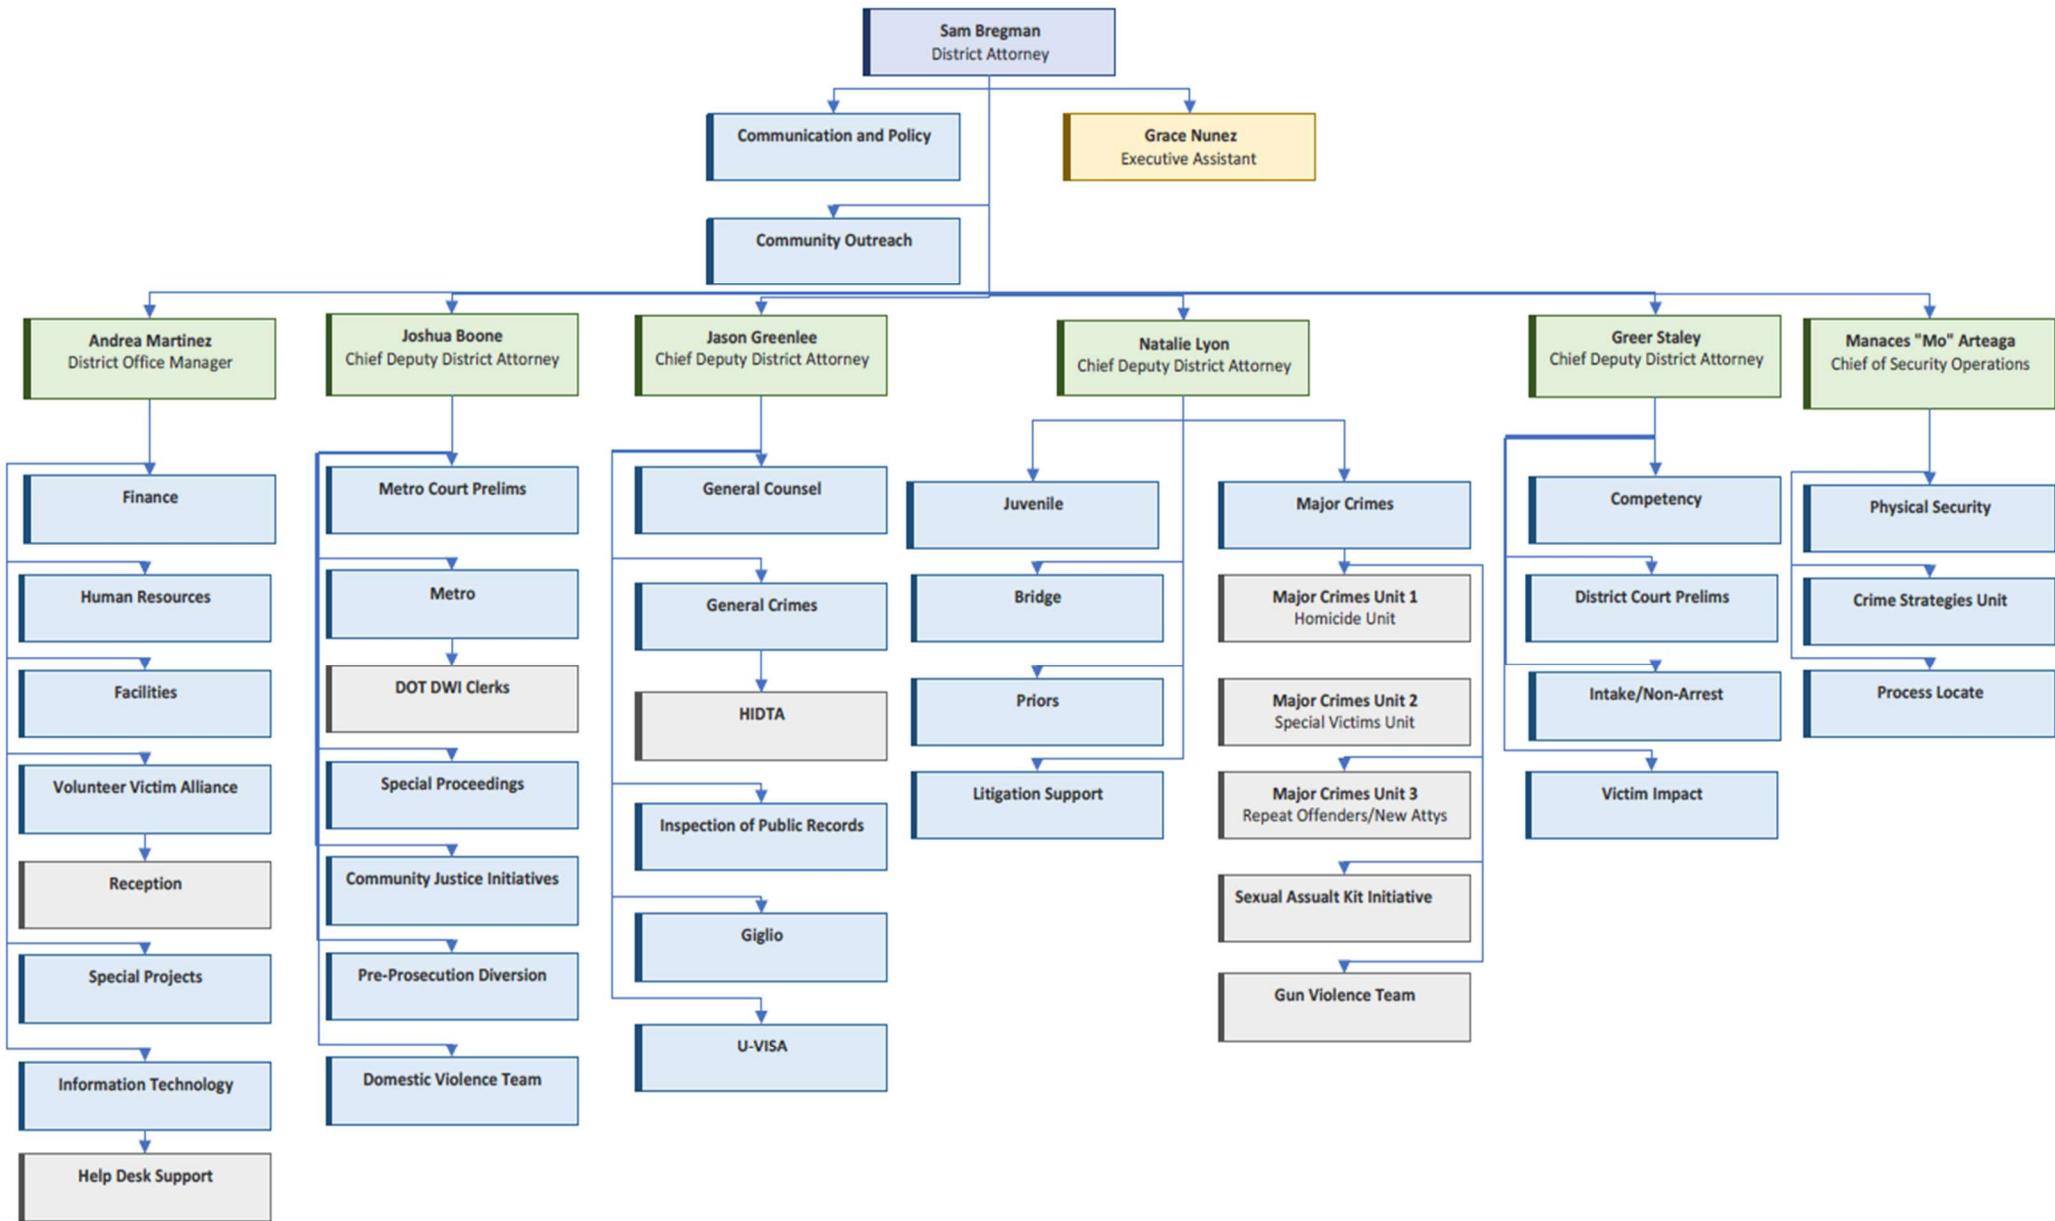 Sam Bregman
District Attorney
Communication and Policy
Grace Nunez
Executive Assistant
Community Outreach
Andrea Martinez
District Office Manager
Finance
Human Resources
Facilities
Volunteer Victim Alliance
Reception
Special Projects
Information Technology
Help Desk Support
Joshua Boone
Chief Deputy District Attorney
Metro Court Prelims
Metro
DOT DWI Clerks
Special Proceedings
Community Justice Initiatives
Pre-Prosecution Diversion
Domestic Violence Team
Jason Greenlee
Chief Deputy District Attorney
General Counsel
General Crimes
HIDTA
Inspection of Public Records
Giglio
U-VISA
Natalie Lyon
Chief Deputy District Attorney
Juvenile
Bridge
Priors
Litigation Support
Major Crimes
Major Crimes Unit 1
Homicide Unit
Major Crimes Unit 2
Special Victims Unit
Major Crimes Unit 3
Repeat Offenders/New Attys
Sexual Assualt Kit Initiative
Gun Violence Team
Greer Staley
Chief Deputy District Attorney
Competency
District Court Prelims
Intake/Non-Arrest
Victim Impact
Manaces "Mo" Arteaga
Chief of Security Operations
Physical Security
Crime Strategies Unit
Process Locate